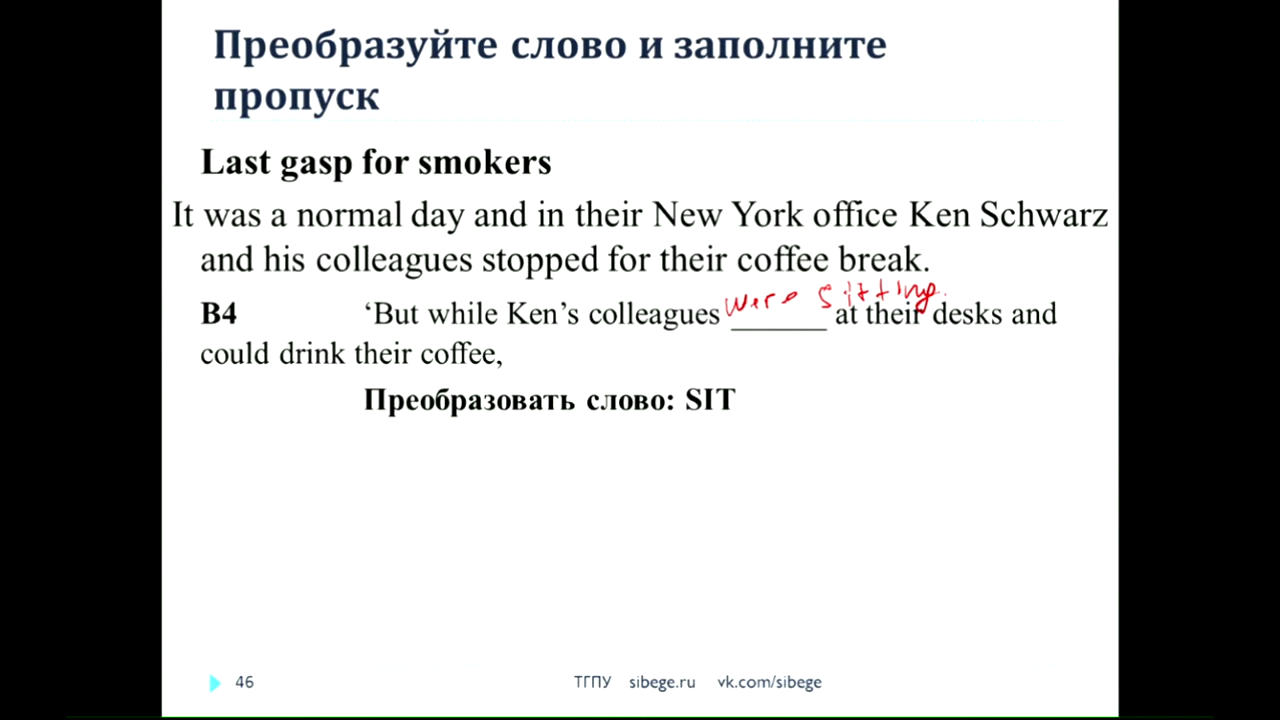 Преобразуйте слово и заполните
пропуск
Last gasp for smokers
It was a normal day and in their New York office Ken Schwarz
and his colleagues stopped for their coffee break.
were sitting.
B4 ‘But while Ken’s colleagues ______ at their desks and
could drink their coffee,
Преобразовать слово: SIT
46 ТГПУ sibege.ru vk.com/sibege